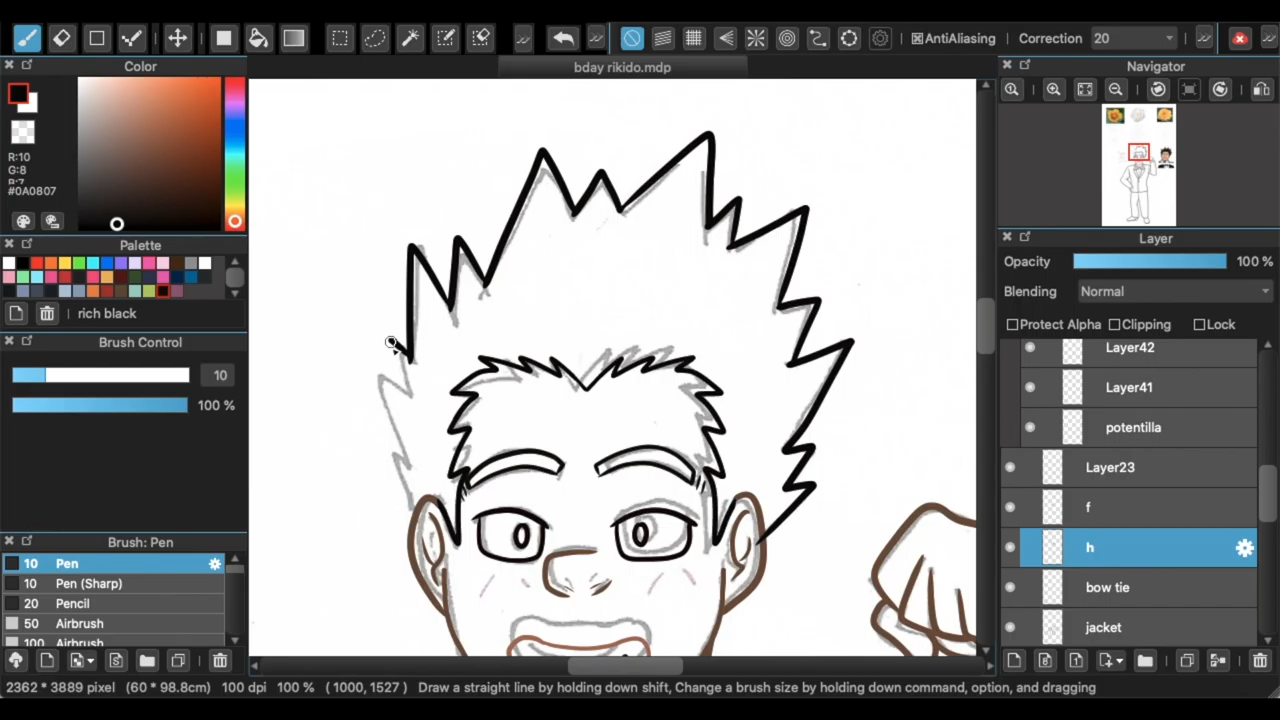 AntiAliasing
Correction
20
bday rikido.mdp
Color
R:10
G:8
B:7
#0A0807
Palette
rich black
Brush Control
10
100 %
Brush: Pen
10 Pen
10 Pen (Sharp)
20 Pencil
50 Airbrush
100 Airbrush
Navigator
Layer
Opacity 100 %
Blending Normal
Protect Alpha Clipping Lock
Layer42
Layer41
potentilla
Layer23
f
h
bow tie
jacket
2362 * 3889 pixel (60 * 98.8cm) 100 dpi 100 % ( 1000, 1527 ) Draw a straight line by holding down shift, Change a brush size by holding down command, option, and dragging